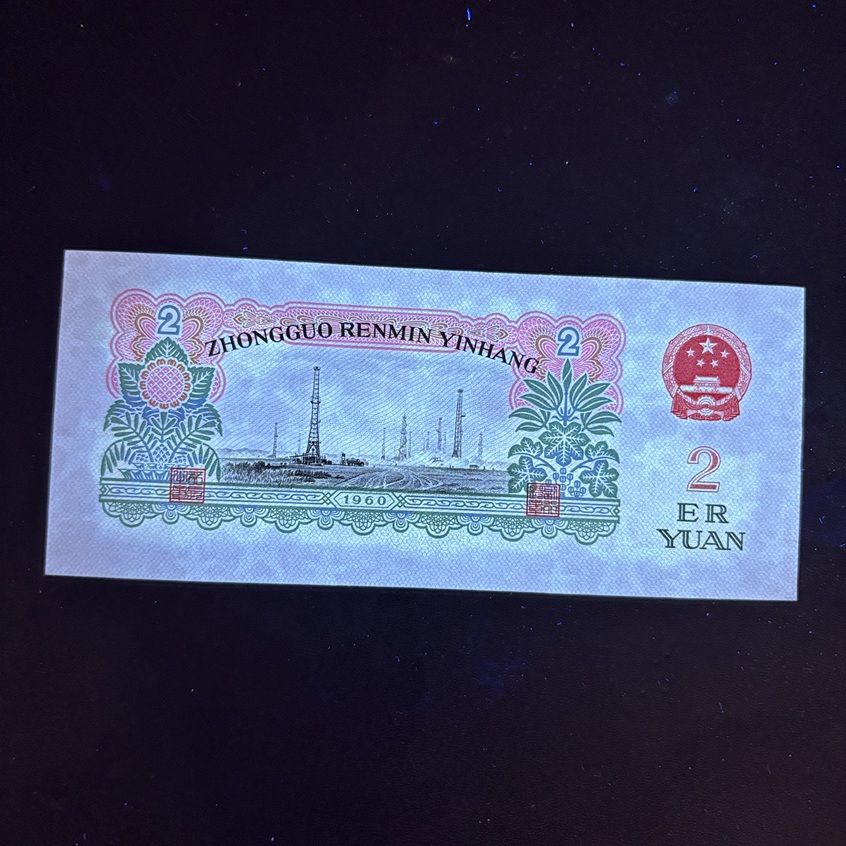 2
2
ZHONGGUO RENMIN YINHANG
1960
2
ER
YUAN